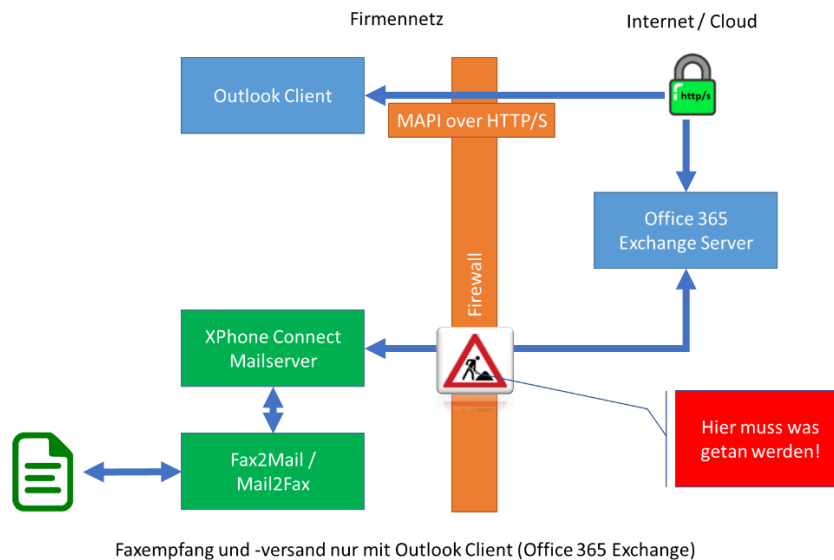 Firmennetz
Internet / Cloud
Outlook Client
http/s
MAPI over HTTP/S
Office 365
Exchange Server
Firewall
XPhone Connect
Mailserver
Hier muss was
getan werden!
Fax2Mail /
Mail2Fax
Faxempfang und -versand nur mit Outlook Client (Office 365 Exchange)